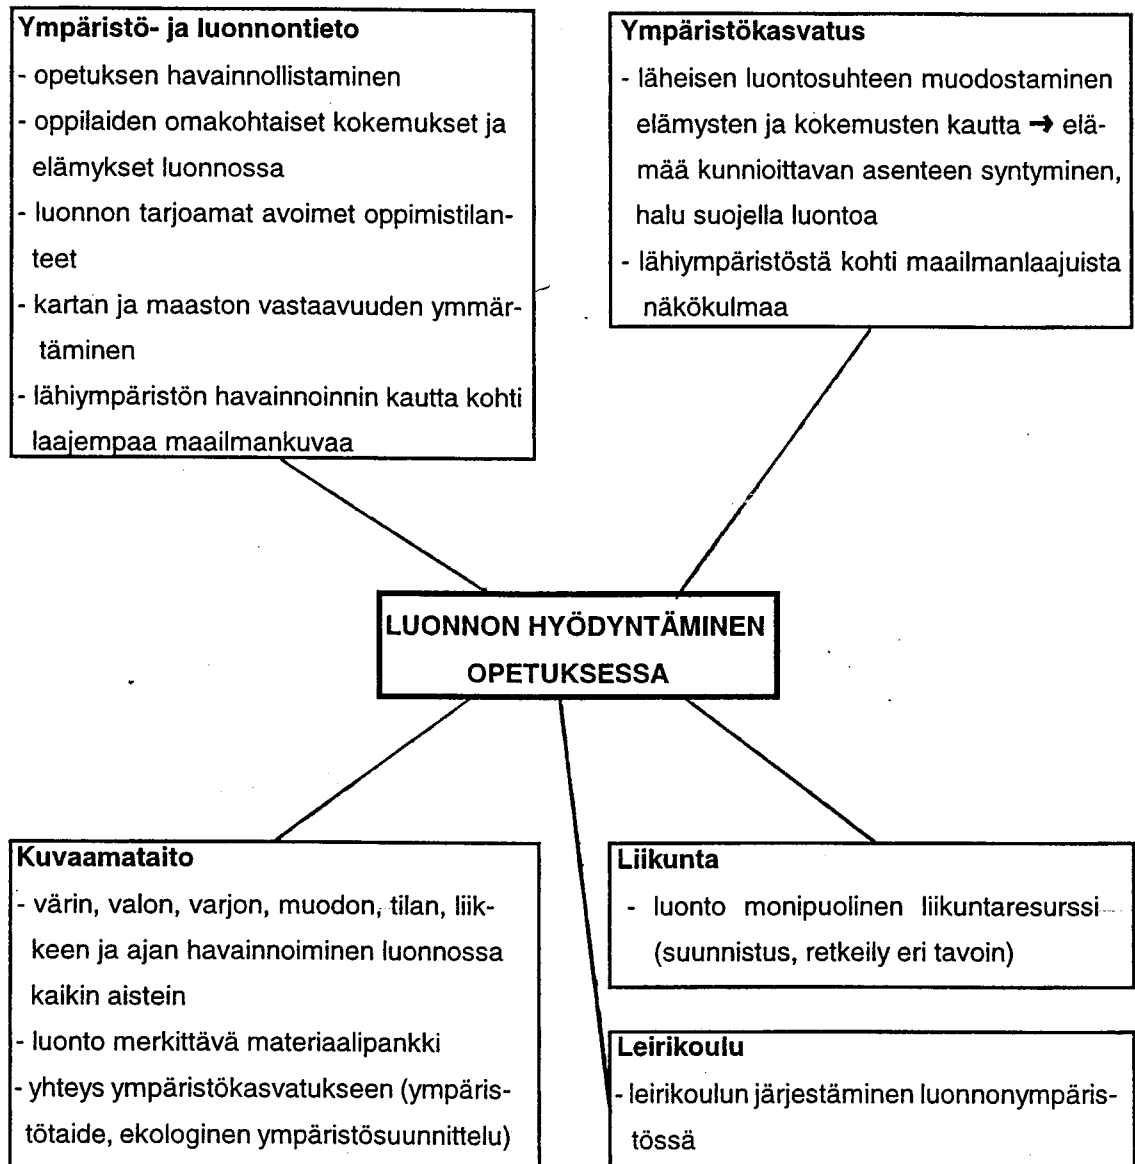 Ympäristö- ja luonnontieto
- opetuksen havainnollistaminen
- oppilaiden omakohtaiset kokemukset ja
elämykset luonnossa
- luonnon tarjoamat avoimet oppimistilan-
teet
- kartan ja maaston vastaavuuden ymmär-
täminen
- lähiympäristön havainnoinnin kautta kohti
laajempaa maailmankuvaa
Ympäristökasvatus
- läheisen luontosuhteen muodostaminen
elämysten ja kokemusten kautta → elä-
mää kunnioittavan asenteen syntyminen,
halu suojella luontoa
- lähiympäristöstä kohti maailmanlaajuista
näkökulmaa
LUONNON HYÖDYNTÄMINEN
OPETUKSESSA
Kuvaamataito
- värin, valon, varjon, muodon, tilan, liik-
keen ja ajan havainnoiminen luonnossa
kaikin aistein
- luonto merkittävä materiaalipankki
- yhteys ympäristökasvatukseen (ympäris-
tötaide, ekologinen ympäristösuunnittelu)
Liikunta
- luonto monipuolinen liikuntaresurssi
(suunnistus, retkeily eri tavoin)
Leirikoulu
- leirikoulun järjestäminen luonnonympäris-
tössä